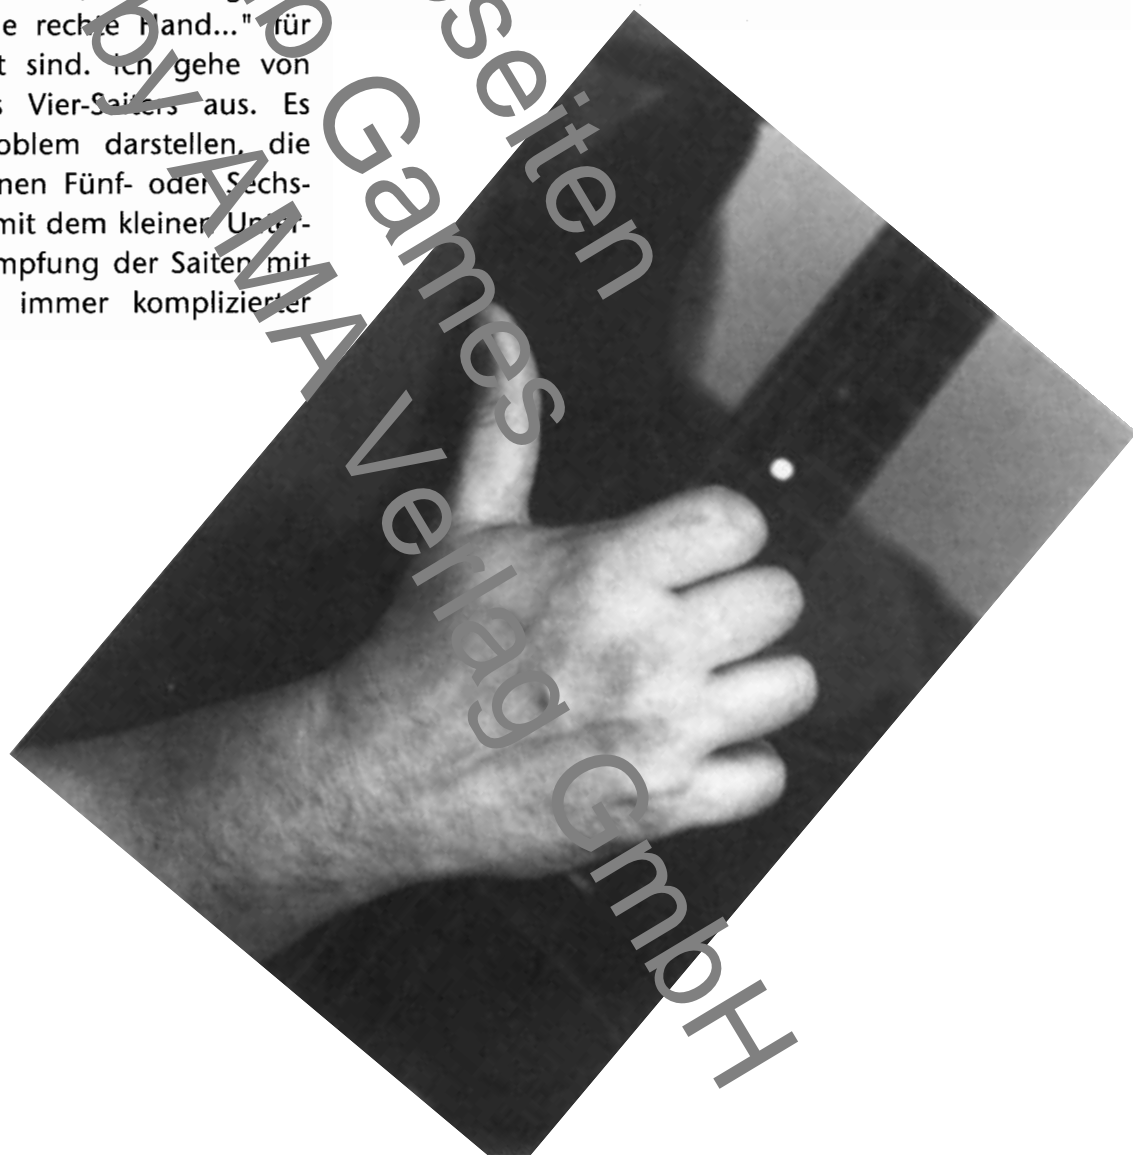 e rechte Hand..." für
t sind. Ich gehe von
s Vier-Saiters aus. Es
oblem darstellen, die
nen Fünf- oder Sechs-
mit dem kleinen Unter-
mpfung der Saiten mit
immer komplizierter
oseiten
b Games
by AMA Verlag GmbH